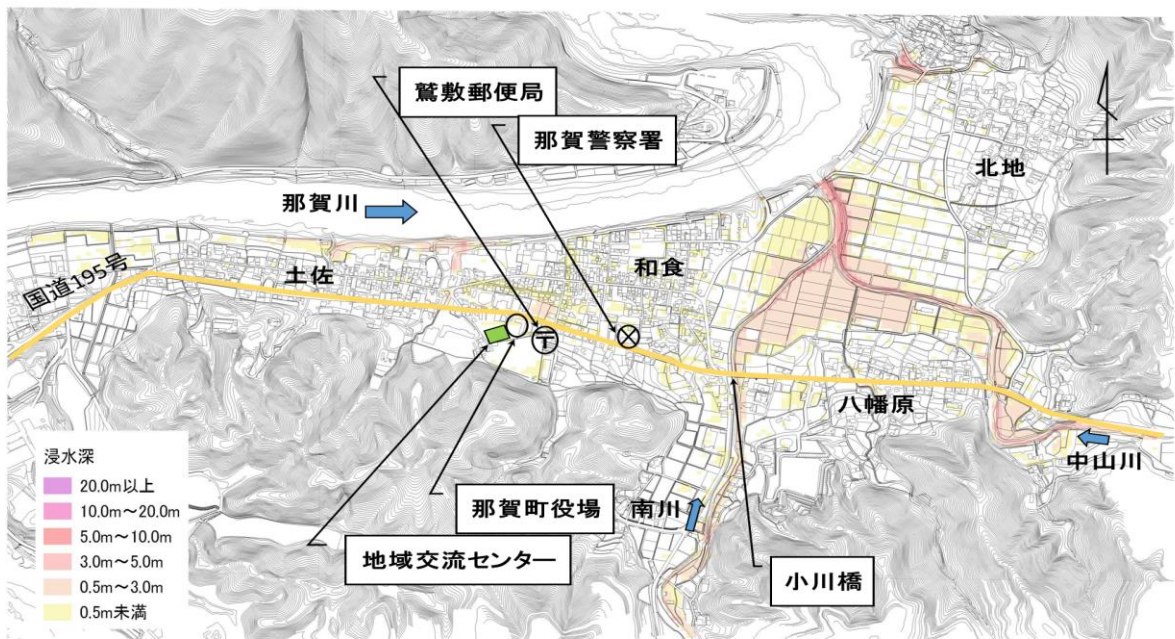 鷲敷郵便局
那賀警察署
北地
那賀川
和食
国道195号
土佐
〒
八幡原
中山川
浸水深
20.0m以上
10.0m～20.0m
5.0m～10.0m
3.0m～5.0m
0.5m～3.0m
0.5m未満
那賀町役場
南川
地域交流センター
小川橋